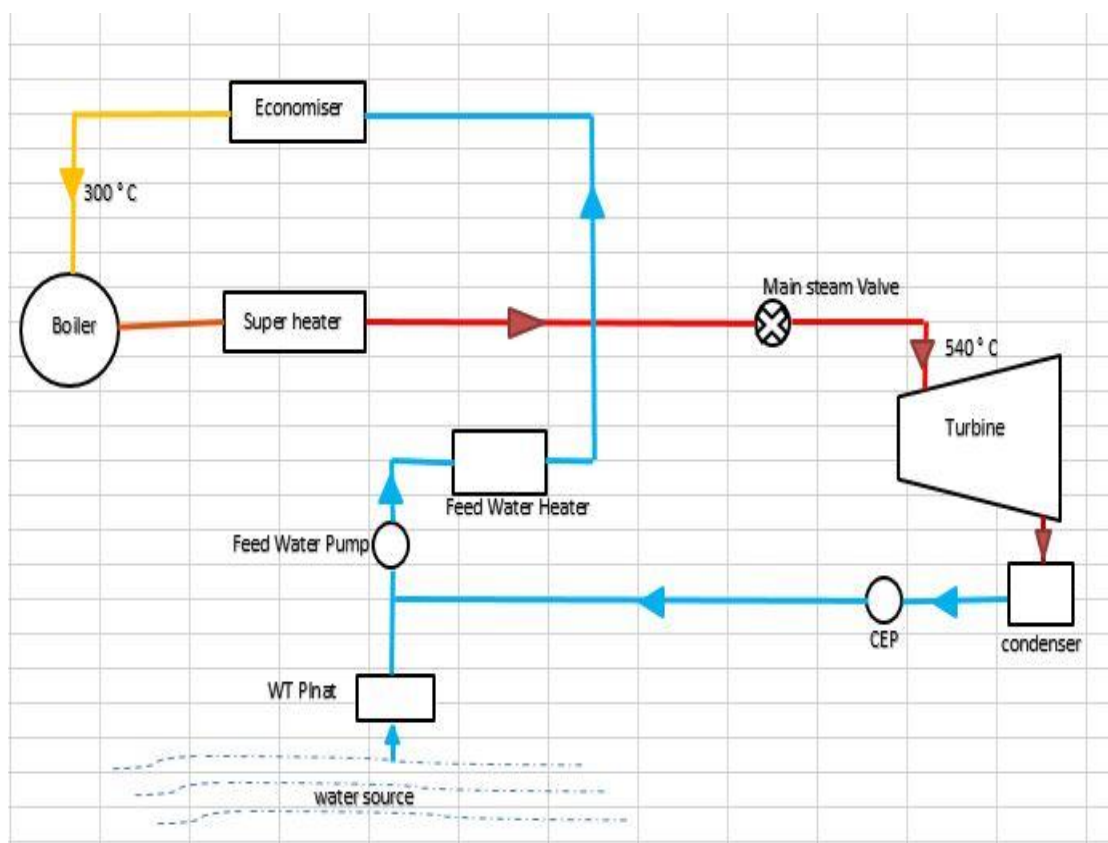 Economiser
300 °C
Main steam Valve
Boiler
Super heater
540 °C
Turbine
Feed Water Heater
Feed Water Pump
CEP
condenser
WT Plnat
water source